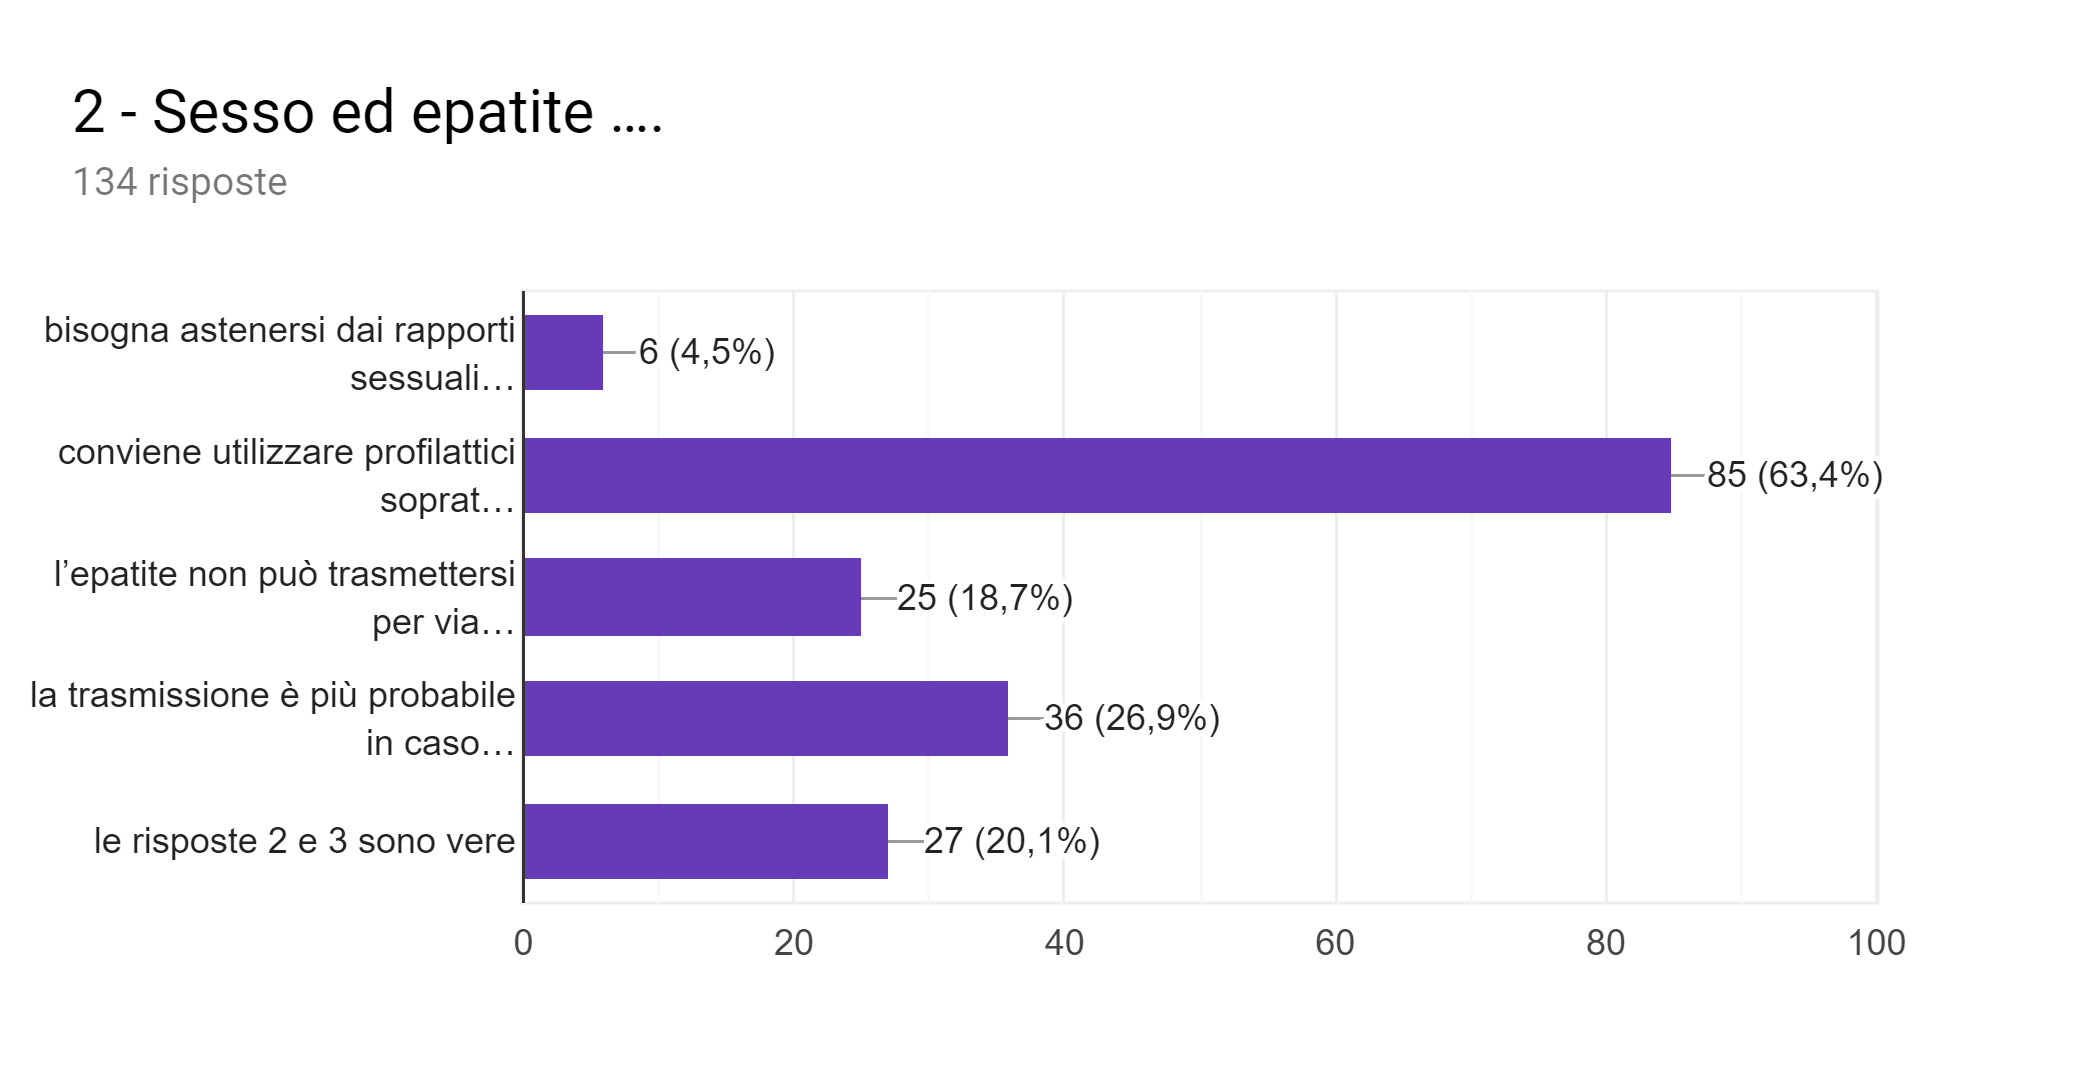 2 - Sesso ed epatite ....
134 risposte
bisogna astenersi dai rapporti
sessuali…
6 (4,5%)
conviene utilizzare profilattici
soprat…
85 (63,4%)
l’epatite non può trasmettersi
per via…
25 (18,7%)
la trasmissione è più probabile
in caso…
36 (26,9%)
le risposte 2 e 3 sono vere
27 (20,1%)
0 20 40 60 80 100